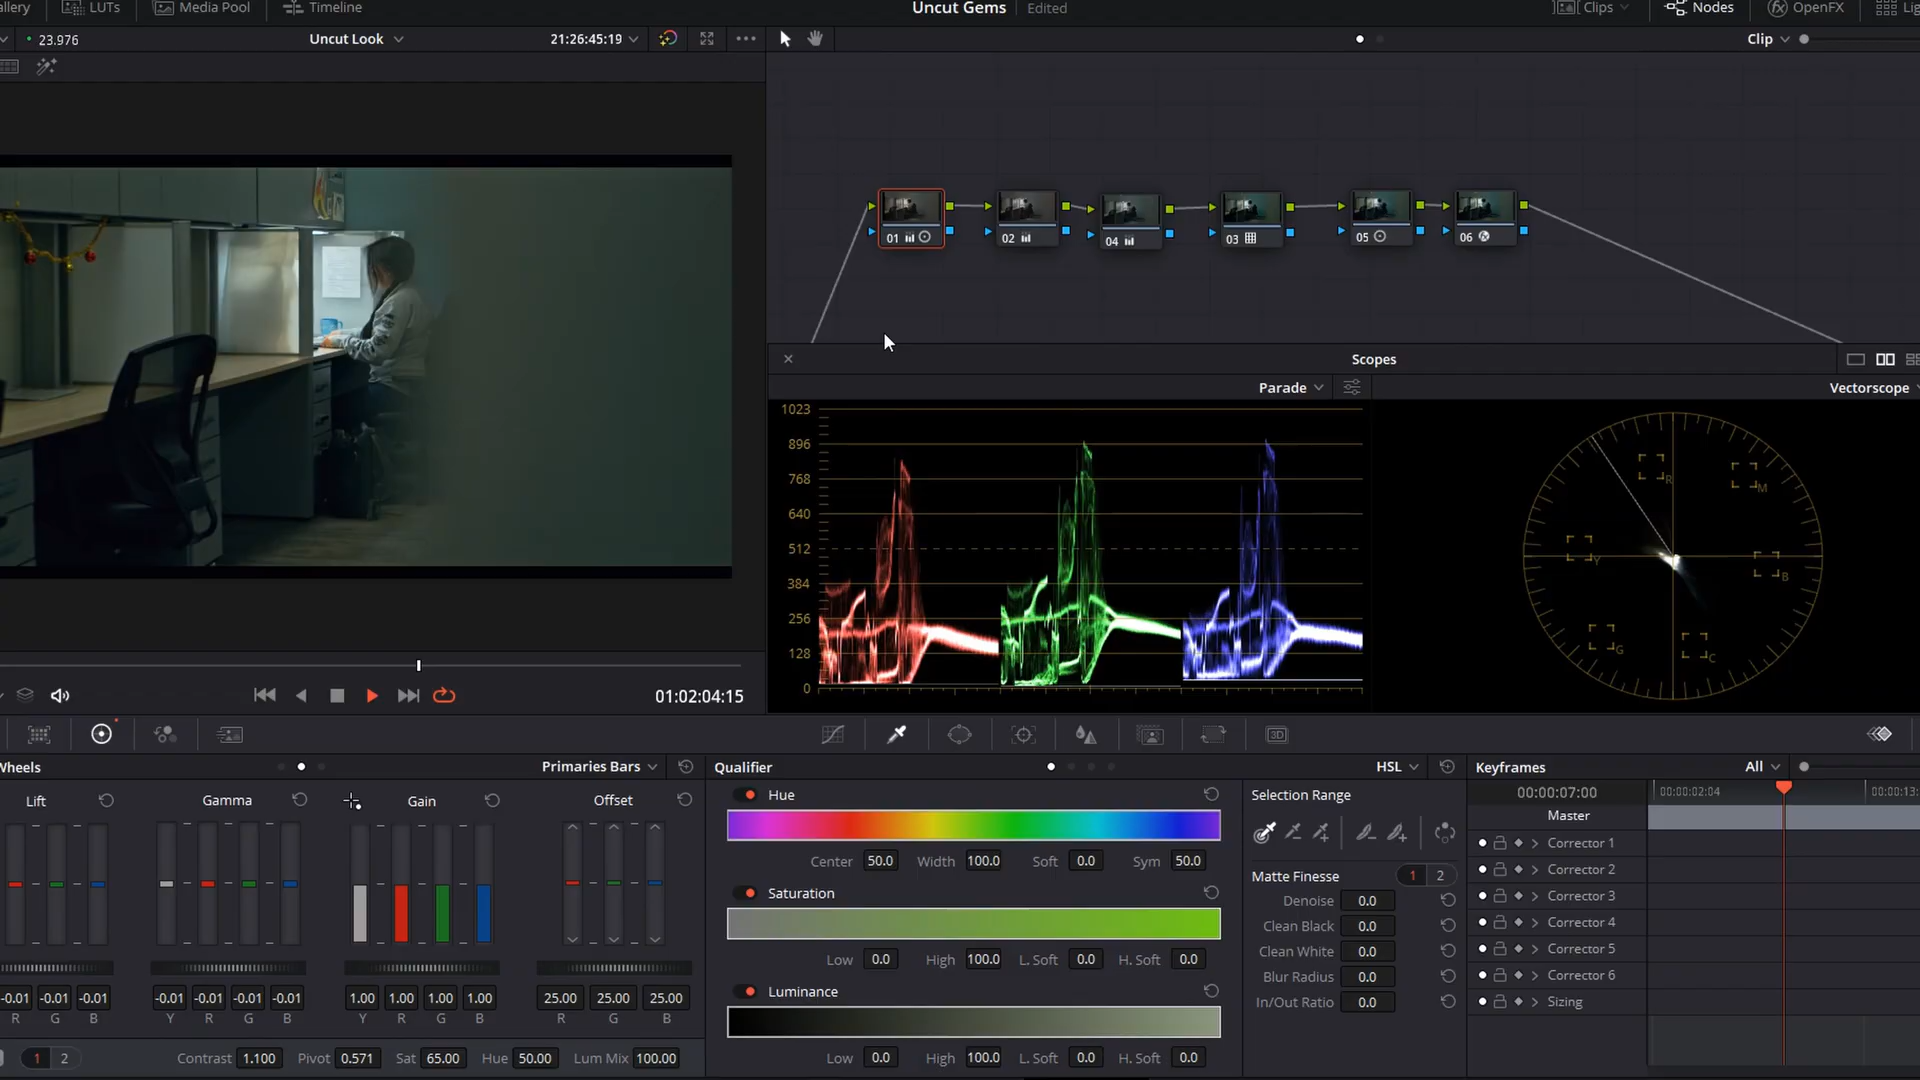 allery LUTs Media Pool Timeline Uncut Gems Edited Clips Nodes OpenFX Lig
23.976 Uncut Look 21:26:45:19 Clip
01 02 04 03 05 06
Scopes
Parade Vectorscope
1023
896
768
640
512
384
256
128
0
R
M
Y
B
G
C
01:02:04:15
Wheels Primaries Bars
Lift Gamma Gain Offset
-0.01 -0.01 -0.01 -0.01 -0.01 -0.01 -0.01 1.00 1.00 1.00 1.00 25.00 25.00 25.00
R G B Y R G B Y R G B R G B
1 2 Contrast 1.100 Pivot 0.571 Sat 65.00 Hue 50.00 Lum Mix 100.00
Qualifier HSL
Hue
Center 50.0 Width 100.0 Soft 0.0 Sym 50.0
Saturation
Low 0.0 High 100.0 L. Soft 0.0 H. Soft 0.0
Luminance
Low 0.0 High 100.0 L. Soft 0.0 H. Soft 0.0
3D
Selection Range
Matte Finesse 1 2
Denoise 0.0
Clean Black 0.0
Clean White 0.0
Blur Radius 0.0
In/Out Ratio 0.0
Keyframes All
00:00:07:00 00:00:02:04 00:00:13:
Master
Corrector 1
Corrector 2
Corrector 3
Corrector 4
Corrector 5
Corrector 6
Sizing